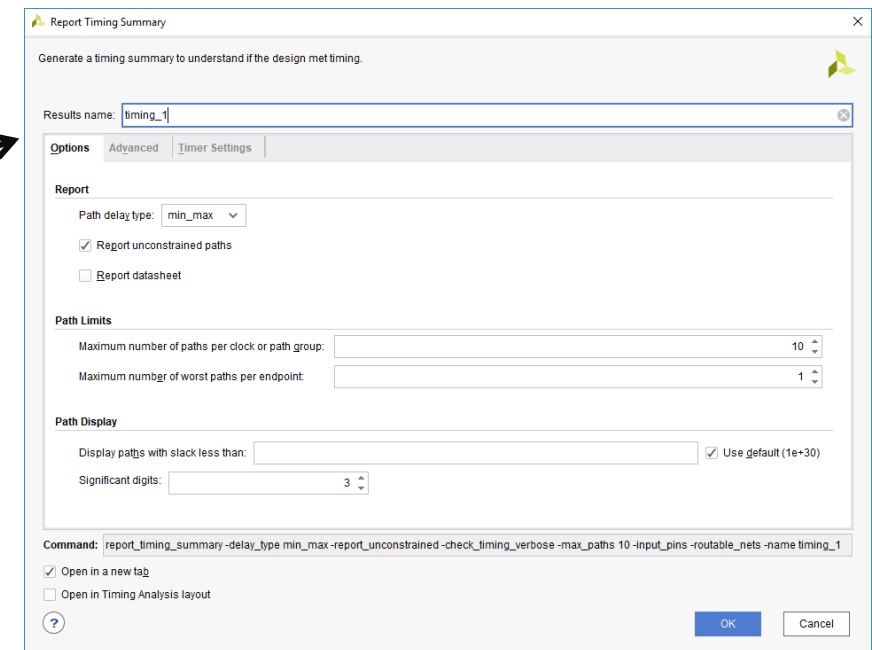 Report Timing Summary
Generate a timing summary to understand if the design met timing.
Results name: timing_1
Options Advanced Timer Settings
Report
Path delay type: min_max
Report unconstrained paths
Report datasheet
Path Limits
Maximum number of paths per clock or path group: 10
Maximum number of worst paths per endpoint: 1
Path Display
Display paths with slack less than: Use default (1e+30)
Significant digits: 3
Command: report_timing_summary -delay_type min_max -report_unconstrained -check_timing_verbose -max_paths 10 -input_pins -routable_nets -name timing_1
Open in a new tab
Open in Timing Analysis layout
? OK Cancel